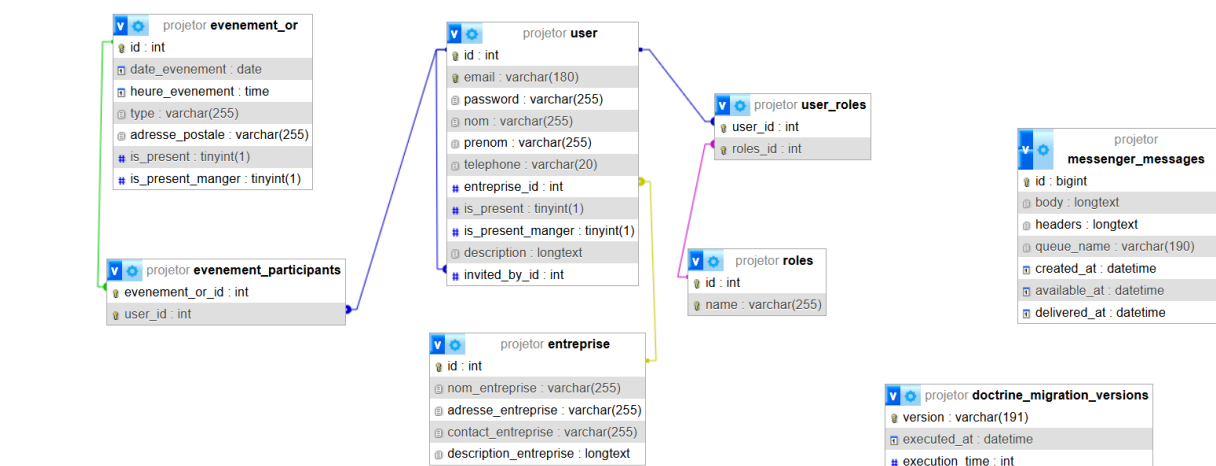 projetor evenement_or
id : int
date_evenement : date
heure_evenement : time
type : varchar(255)
adresse_postale : varchar(255)
is_present : tinyint(1)
is_present_manger : tinyint(1)
projetor evenement_participants
evenement_or_id : int
user_id : int
projetor user
id : int
email : varchar(180)
password : varchar(255)
nom : varchar(255)
prenom : varchar(255)
telephone : varchar(20)
entreprise_id : int
is_present : tinyint(1)
is_present_manger : tinyint(1)
description : longtext
invited_by_id : int
projetor entreprise
id : int
nom_entreprise : varchar(255)
adresse_entreprise : varchar(255)
contact_entreprise : varchar(255)
description_entreprise : longtext
projetor user_roles
user_id : int
roles_id : int
projetor roles
id : int
name : varchar(255)
projetor
messenger_messages
id : bigint
body : longtext
headers : longtext
queue_name : varchar(190)
created_at : datetime
available_at : datetime
delivered_at : datetime
projetor doctrine_migration_versions
version : varchar(191)
executed_at : datetime
execution_time : int